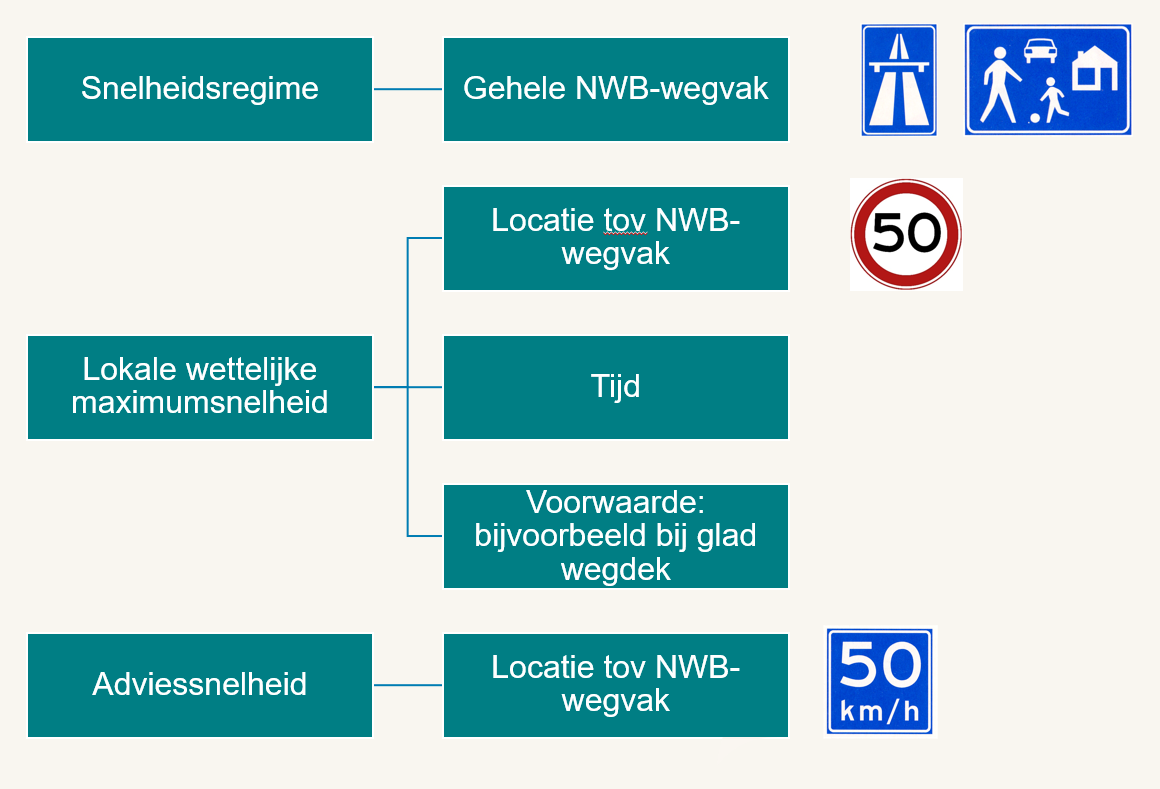 Snelheidsregime
Gehele NWB-wegvak
Locatie tov NWB-
wegvak
50
Lokale wettelijke
maximumsnelheid
Tijd
Voorwaarde:
bijvoorbeeld bij glad
wegdek
Adviessnelheid
Locatie tov NWB-
wegvak
50
km/h